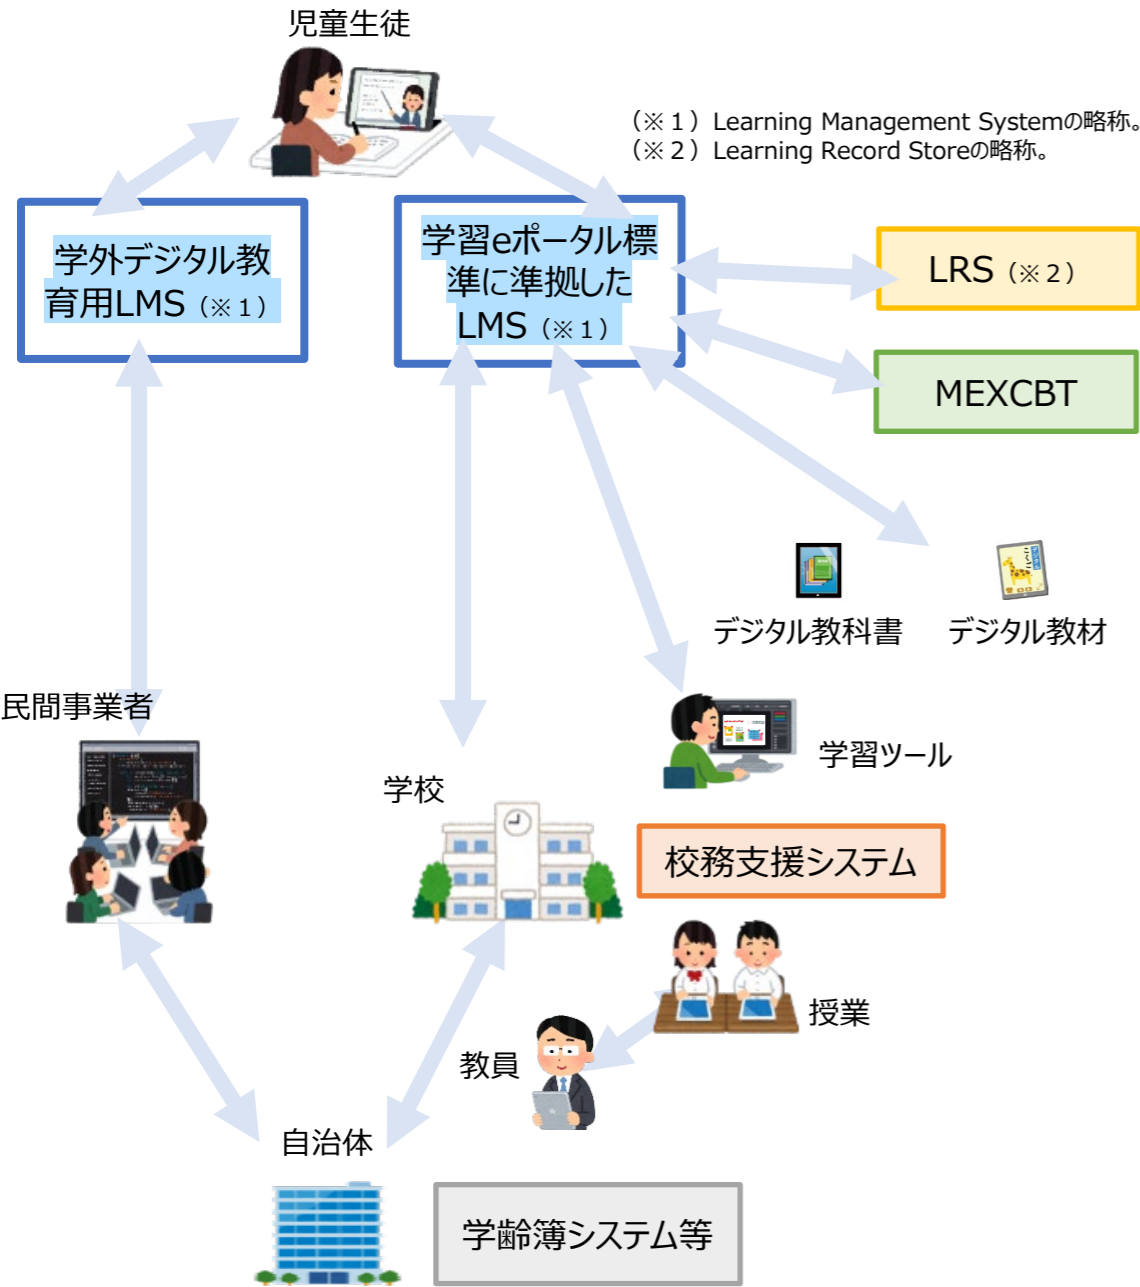 児童生徒
(※1) Learning Management Systemの略称。
(※2) Learning Record Storeの略称。
学外デジタル教
育用LMS(※1)
学習eポータル標
準に準拠した
LMS(※1)
LRS(※2)
MEXCBT
デジタル教科書
デジタル教材
民間事業者
学習ツール
学校
校務支援システム
授業
教員
自治体
学齢簿システム等